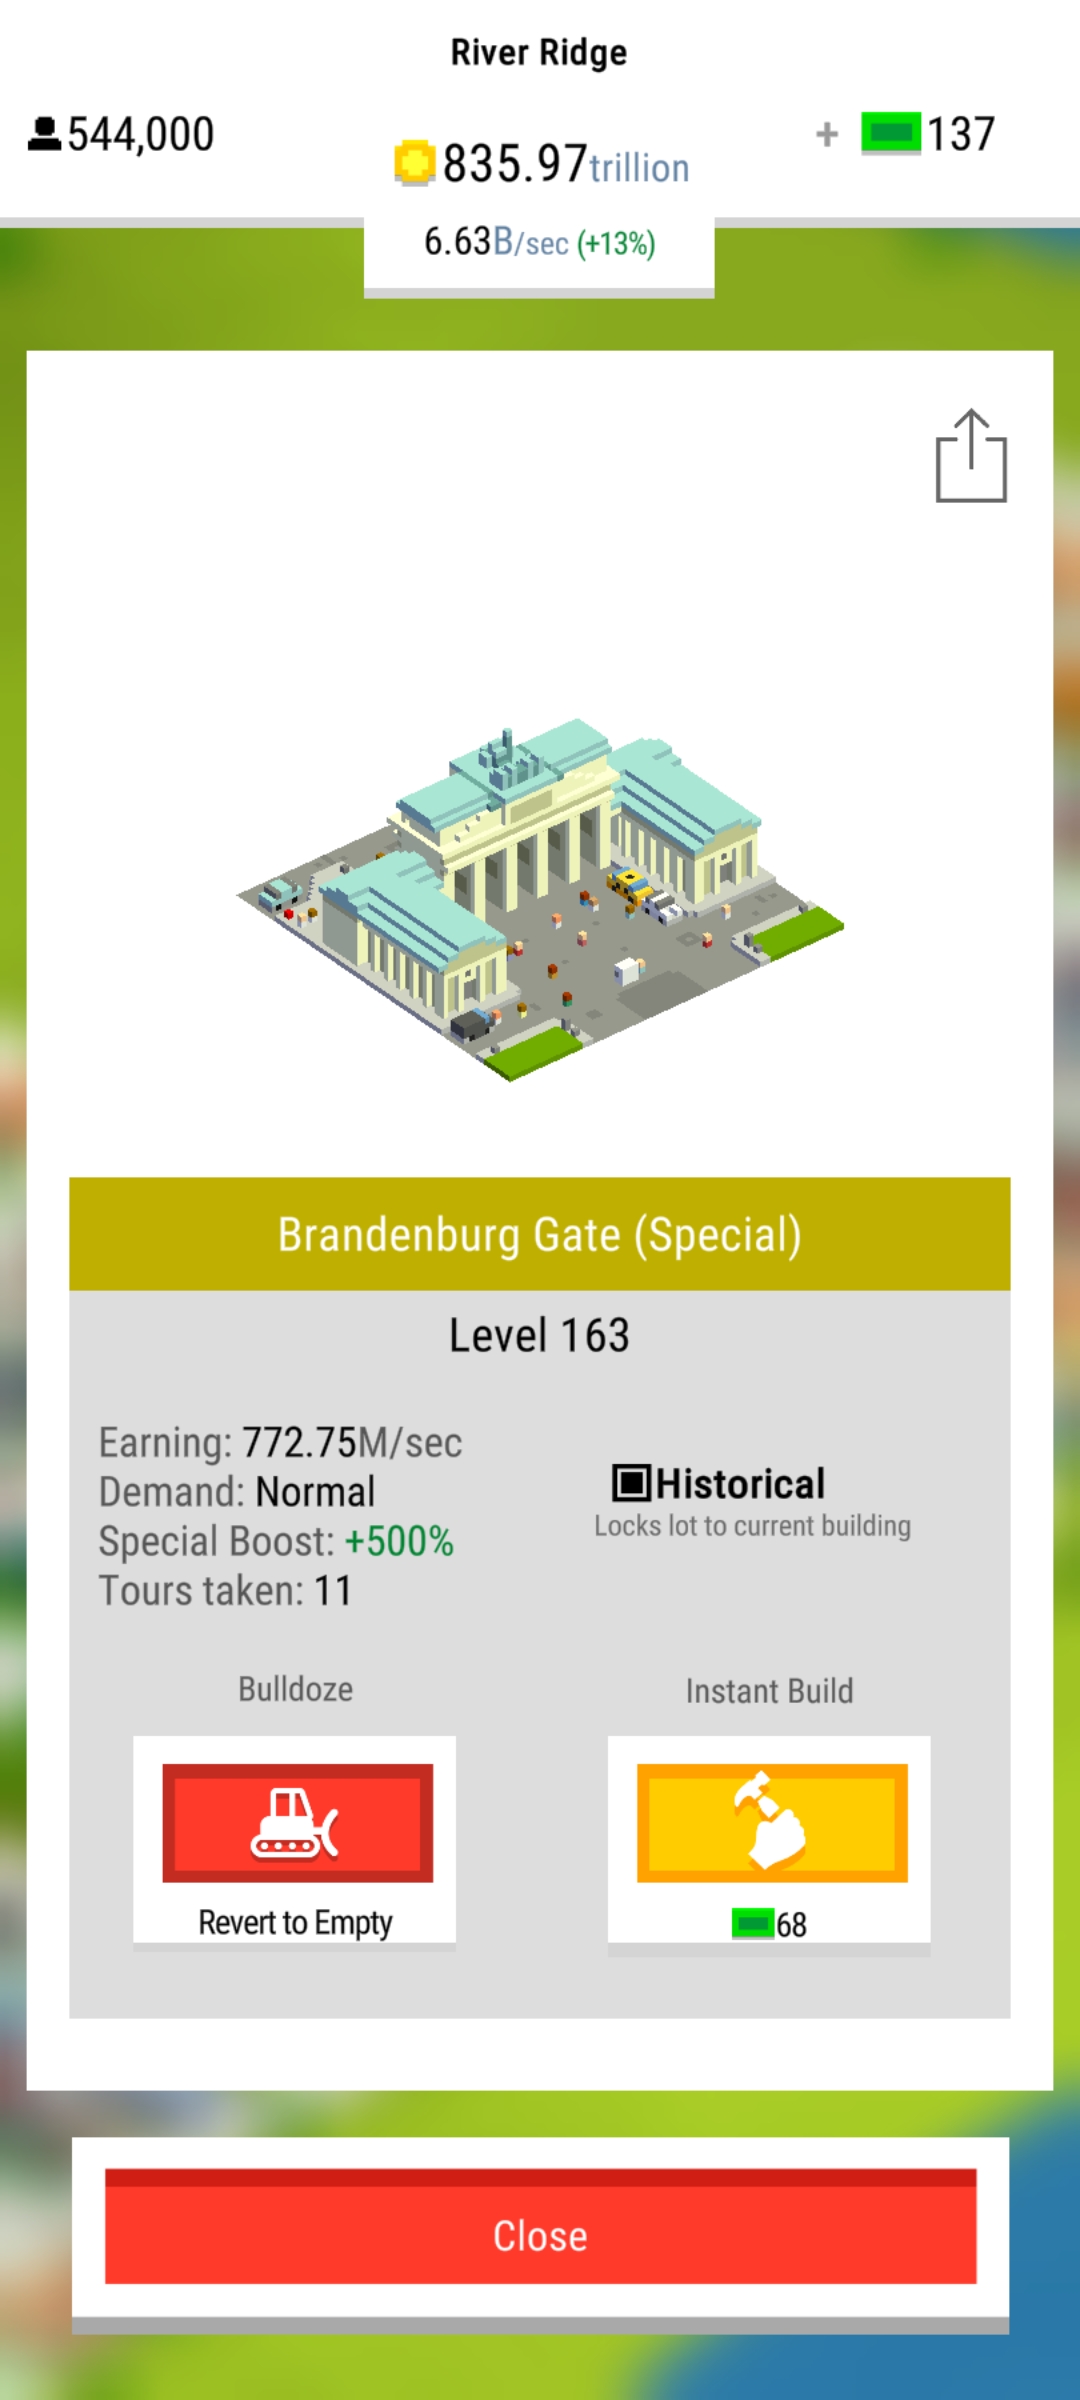 River Ridge
544,000
835.97trillion
+ 137
6.63B/sec (+13%)
Brandenburg Gate (Special)
Level 163
Earning: 772.75M/sec
Demand: Normal
Special Boost: +500%
Tours taken: 11
Historical
Locks lot to current building
Bulldoze
Revert to Empty
Instant Build
68
Close